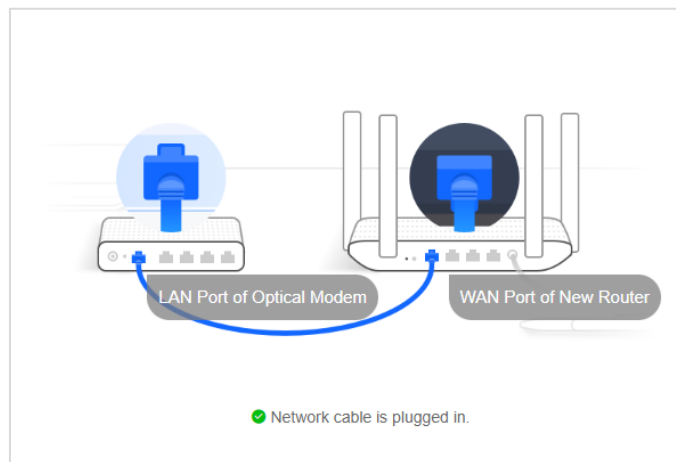 LAN Port of Optical Modem
WAN Port of New Router
Network cable is plugged in.